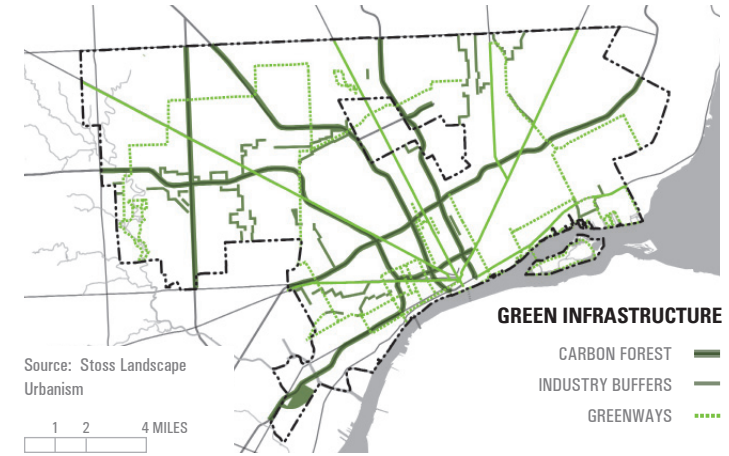 GREEN INFRASTRUCTURE
CARBON FOREST
INDUSTRY BUFFERS
GREENWAYS
Source: Stoss Landscape
Urbanism
1 2 4 MILES